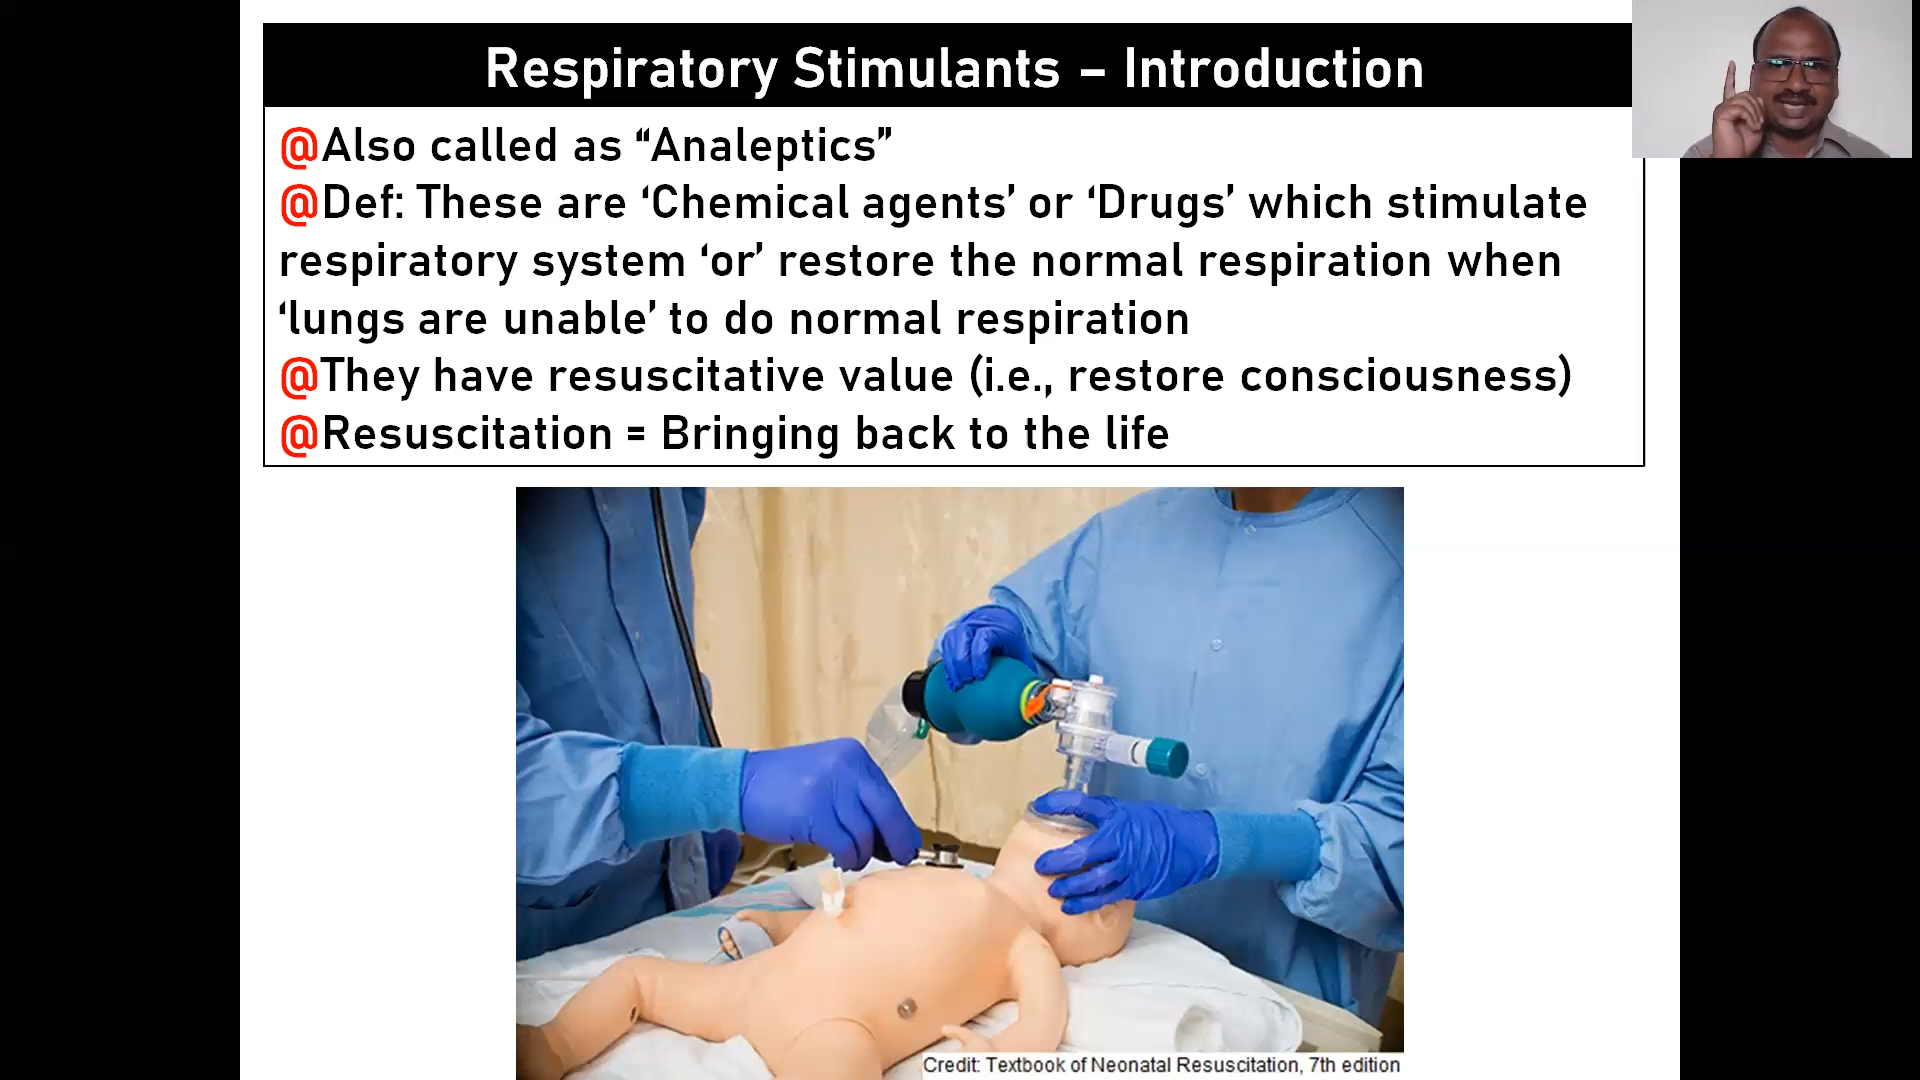 Respiratory Stimulants – Introduction
@Also called as “Analeptics”
@Def: These are ‘Chemical agents’ or ‘Drugs’ which stimulate
respiratory system ‘or’ restore the normal respiration when
‘lungs are unable’ to do normal respiration
@They have resuscitative value (i.e., restore consciousness)
@Resuscitation = Bringing back to the life
Credit: Textbook of Neonatal Resuscitation, 7th edition